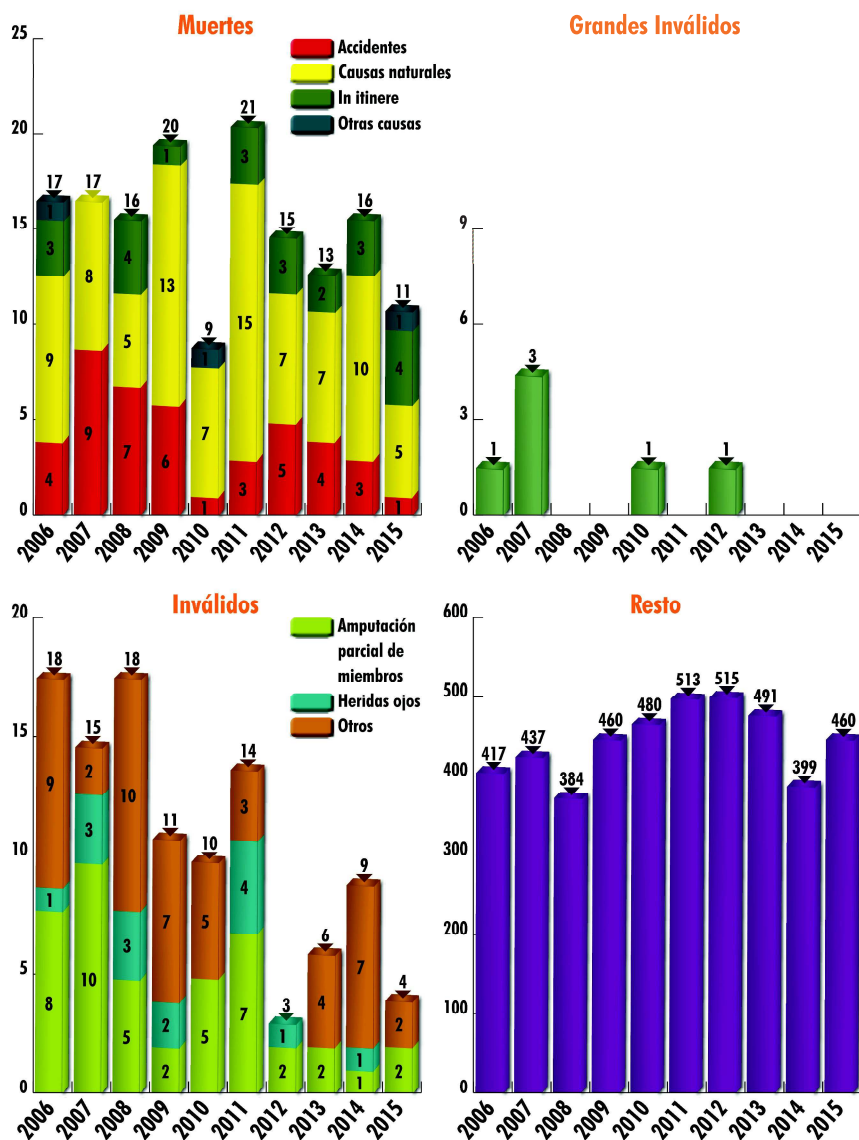 Muertes
25
20
15
10
5
0
Accidentes
Causas naturales
In itinere
Otras causas
17 17 16 20 9 21 15 13 16 11
1 3 9 4
8 9
4 5 7
1 13 6
1 7 1
3 15 3
3 7 5
2 7 4
3 10 3
1 4 5 1
2006 2007 2008 2009 2010 2011 2012 2013 2014 2015
Grandes Inválidos
9
6
3
0
1 3 1 1
2006 2007 2008 2009 2010 2011 2012 2013 2014 2015
Inválidos
20
15
10
5
0
Amputación
parcial de
miembros
Heridas ojos
Otros
18 15 18 11 10 14 3 6 9 4
9 1 8
2 3 10
10 3 5
7 2 2
5 5
3 4 7
1 2
4 2
7 1 1
2 2
2006 2007 2008 2009 2010 2011 2012 2013 2014 2015
Resto
600
500
400
300
200
100
0
417 437 384 460 480 513 515 491 399 460
2006 2007 2008 2009 2010 2011 2012 2013 2014 2015